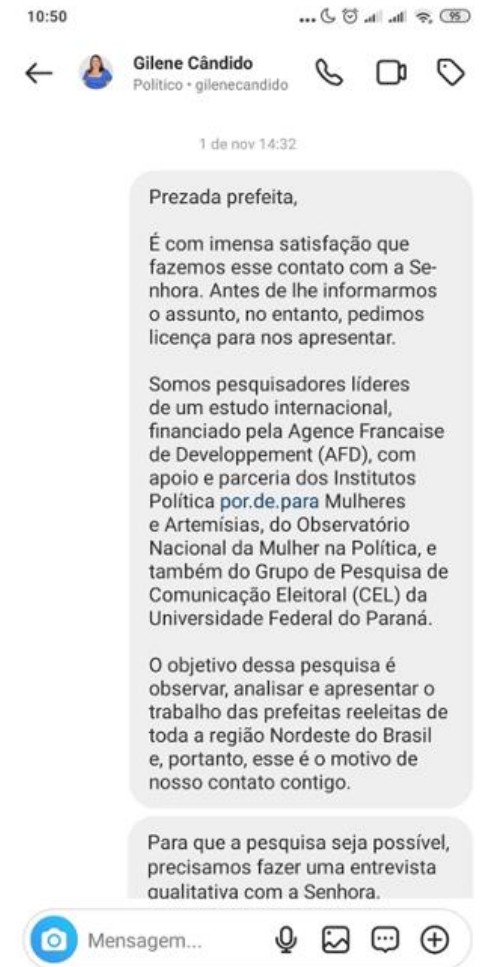 10:50
... 95
Gilene Cândido
Político • gilenecandido
1 de nov 14:32
Prezada prefeita,
É com imensa satisfação que
fazemos esse contato com a Se-
nhora. Antes de lhe informarmos
o assunto, no entanto, pedimos
licença para nos apresentar.
Somos pesquisadores líderes
de um estudo internacional,
financiado pela Agence Francaise
de Developpement (AFD), com
apoio e parceria dos Institutos
Política por.de.para Mulheres
e Artemísias, do Observatório
Nacional da Mulher na Política, e
também do Grupo de Pesquisa de
Comunicação Eleitoral (CEL) da
Universidade Federal do Paraná.
O objetivo dessa pesquisa é
observar, analisar e apresentar o
trabalho das prefeitas reeleitas de
toda a região Nordeste do Brasil
e, portanto, esse é o motivo de
nosso contato contigo.
Para que a pesquisa seja possível,
precisamos fazer uma entrevista
qualitativa com a Senhora.
Mensagem...